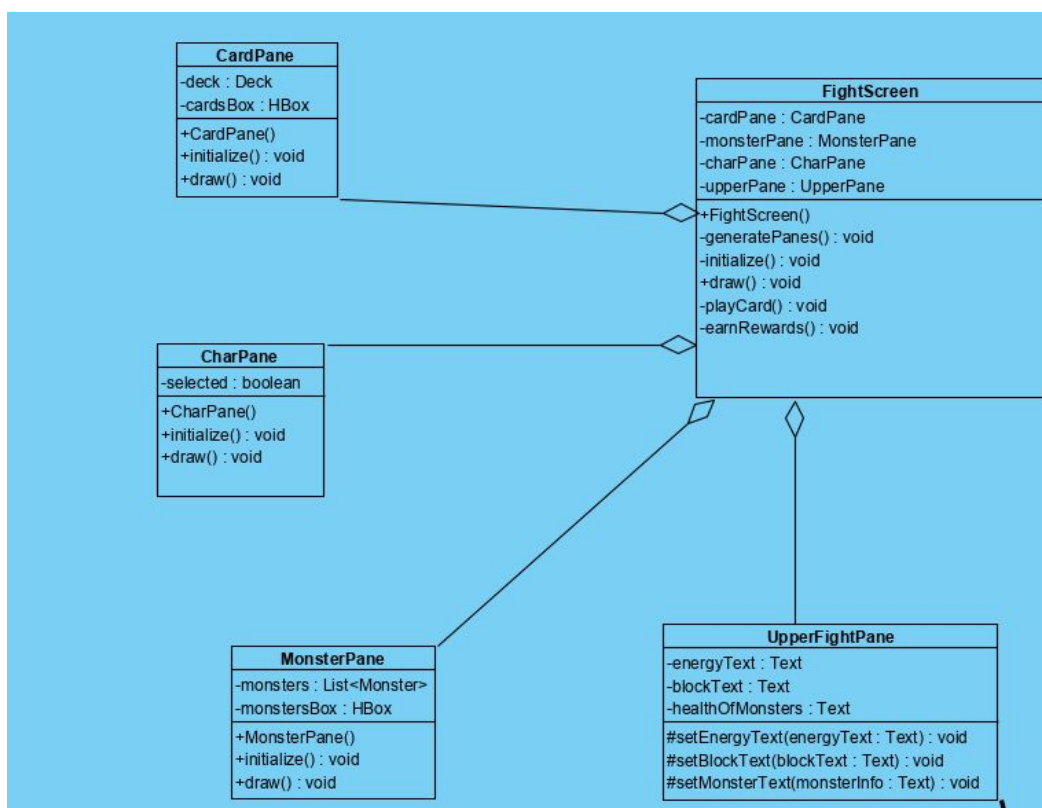 CardPane
-deck : Deck
-cardsBox : HBox
+CardPane()
+initialize() : void
+draw() : void
FightScreen
-cardPane : CardPane
-monsterPane : MonsterPane
-charPane : CharPane
-upperPane : UpperPane
+FightScreen()
-generatePanes() : void
-initialize() : void
+draw() : void
-playCard() : void
-earnRewards() : void
CharPane
-selected : boolean
+CharPane()
+initialize() : void
+draw() : void
MonsterPane
-monsters : List<Monster>
-monstersBox : HBox
+MonsterPane()
+initialize() : void
+draw() : void
UpperFightPane
-energyText : Text
-blockText : Text
-healthOfMonsters : Text
#setEnergyText(energyText : Text) : void
#setBlockText(blockText : Text) : void
#setMonsterText(monsterInfo : Text) : void